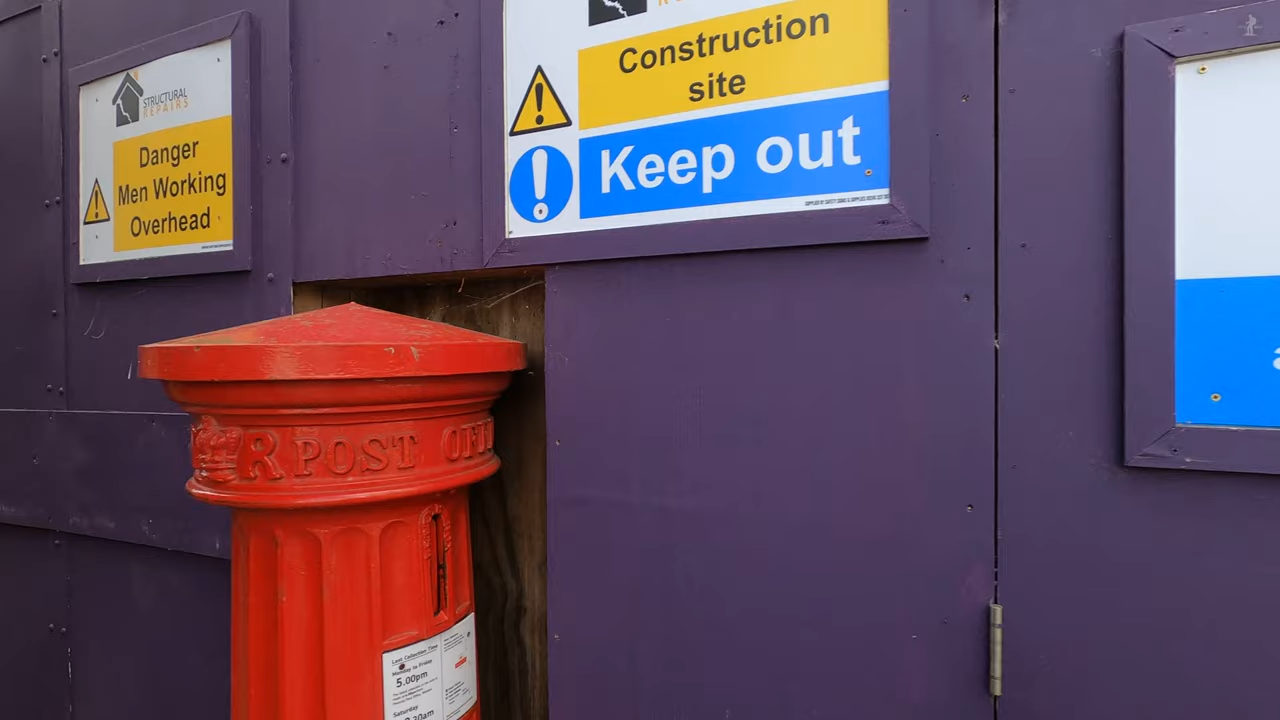 STRUCTURAL
REPAIRS
Danger
Men Working
Overhead
Construction
site
Keep out
R POST
Last Collection Time
Monday to Friday
5.00pm
Saturday